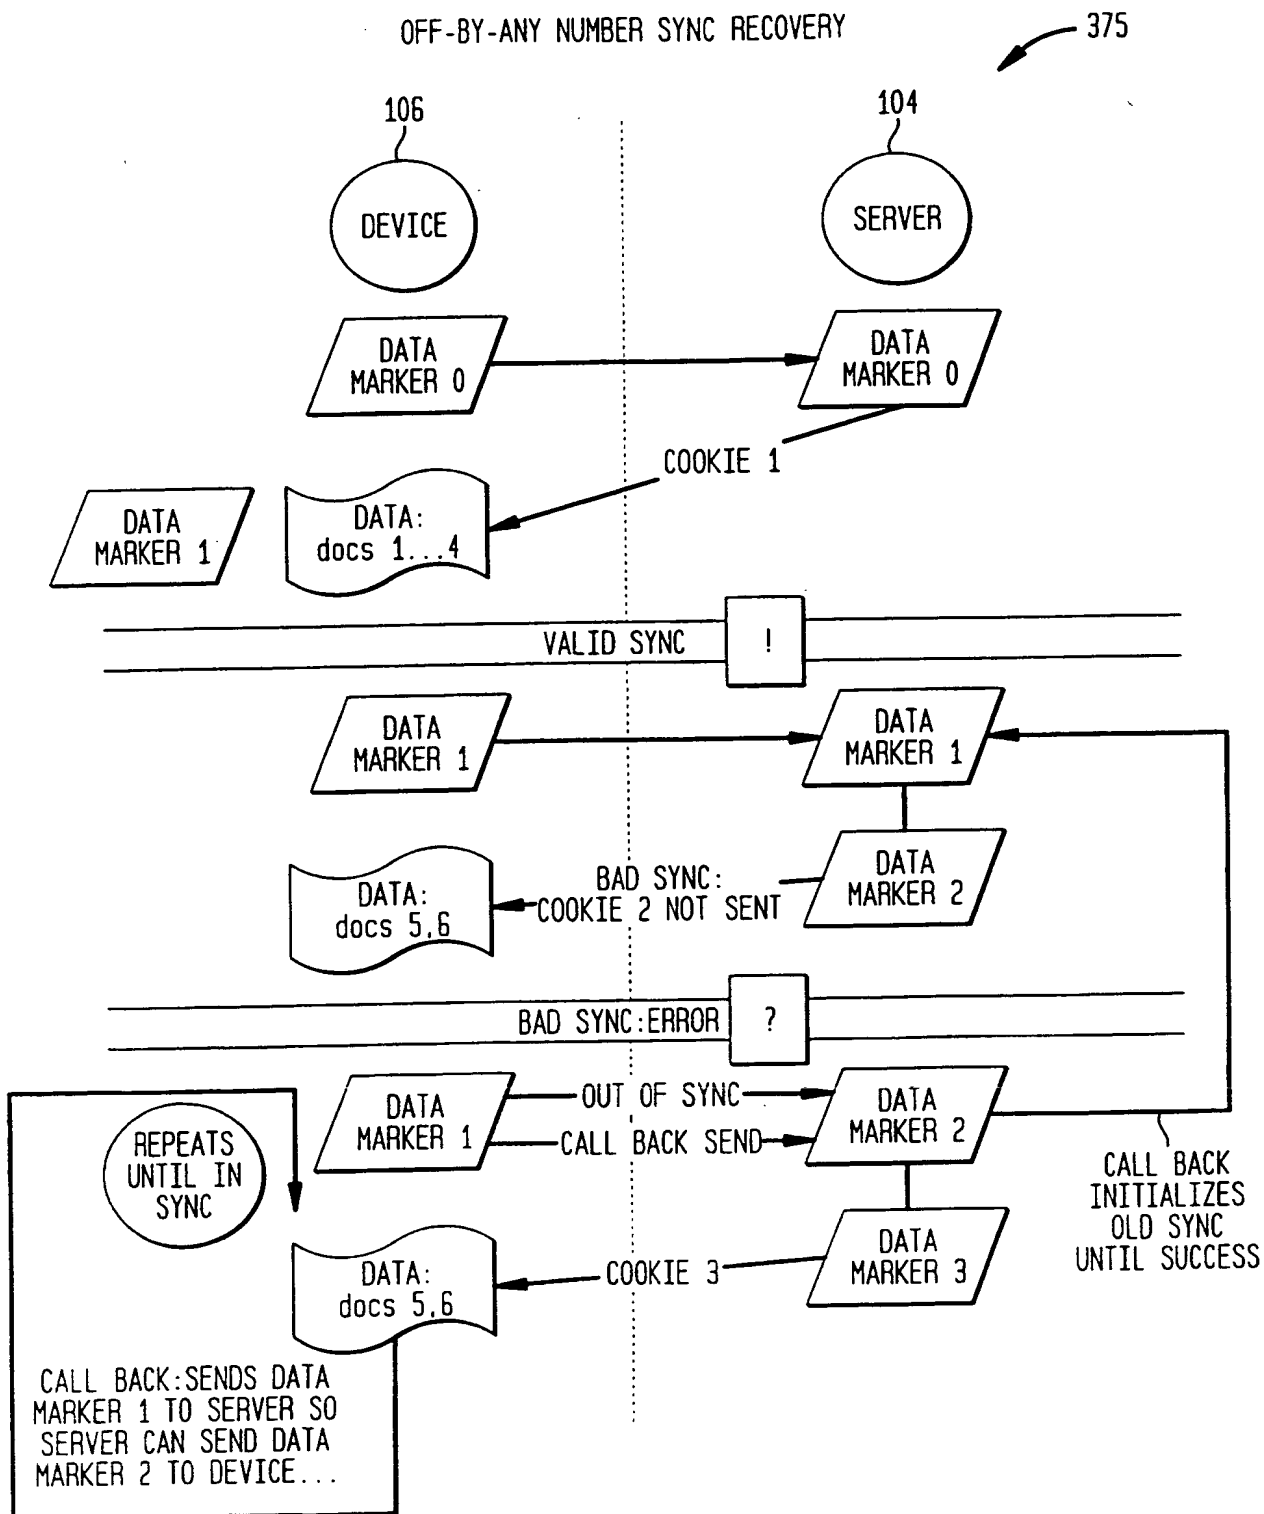 OFF-BY-ANY NUMBER SYNC RECOVERY
375
106
104
DEVICE
SERVER
DATA
MARKER 0
DATA
MARKER 0
COOKIE 1
DATA
MARKER 1
DATA:
docs 1...4
VALID SYNC
!
DATA
MARKER 1
DATA
MARKER 1
DATA:
docs 5,6
BAD SYNC:
COOKIE 2 NOT SENT
DATA
MARKER 2
BAD SYNC:ERROR
?
DATA
MARKER 1
OUT OF SYNC
CALL BACK SEND
DATA
MARKER 2
REPEATS
UNTIL IN
SYNC
CALL BACK
INITIALIZES
OLD SYNC
UNTIL SUCCESS
DATA:
docs 5,6
COOKIE 3
DATA
MARKER 3
CALL BACK:SENDS DATA
MARKER 1 TO SERVER SO
SERVER CAN SEND DATA
MARKER 2 TO DEVICE...